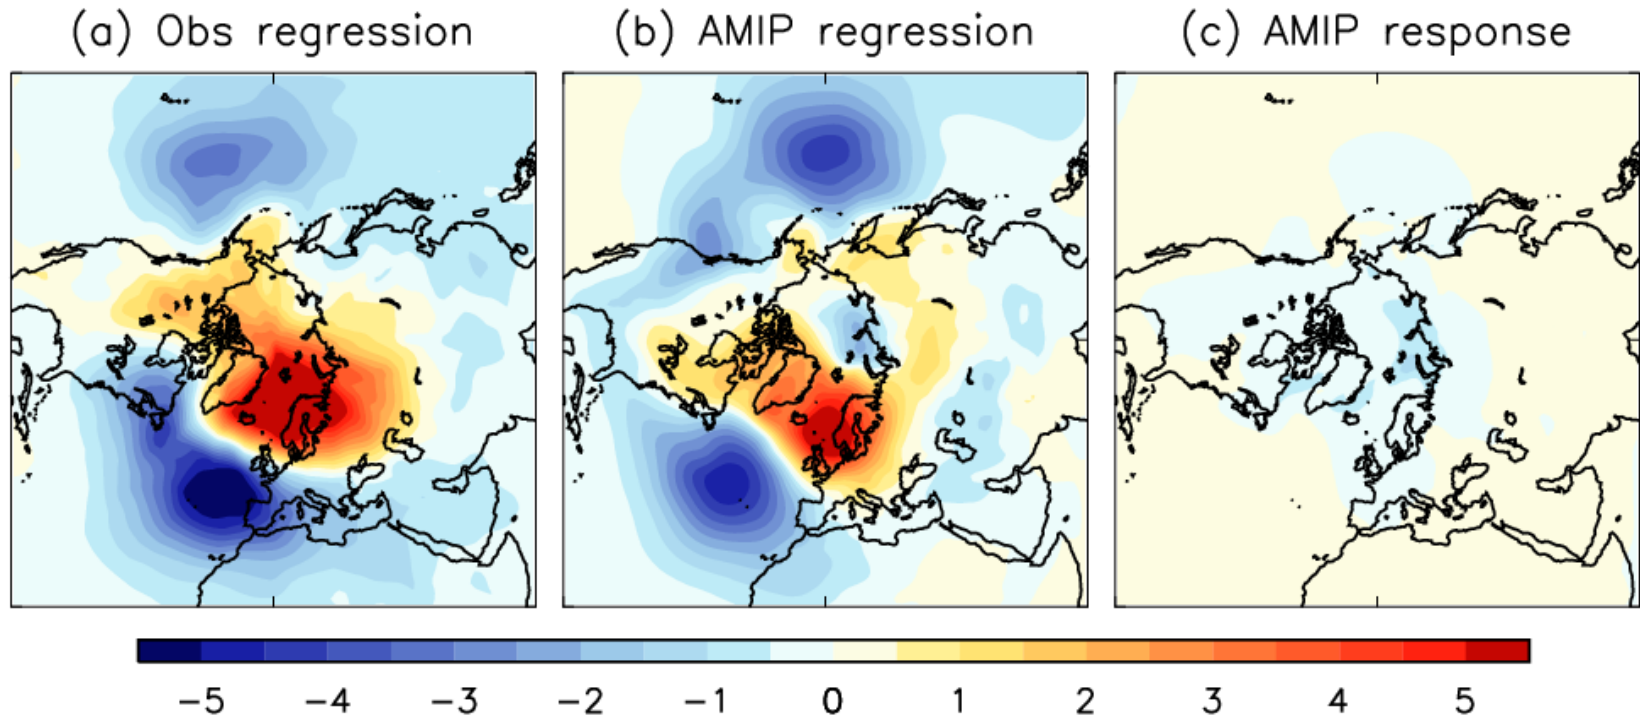 (a) Obs regression (b) AMIP regression (c) AMIP response
−5 −4 −3 −2 −1 0 1 2 3 4 5